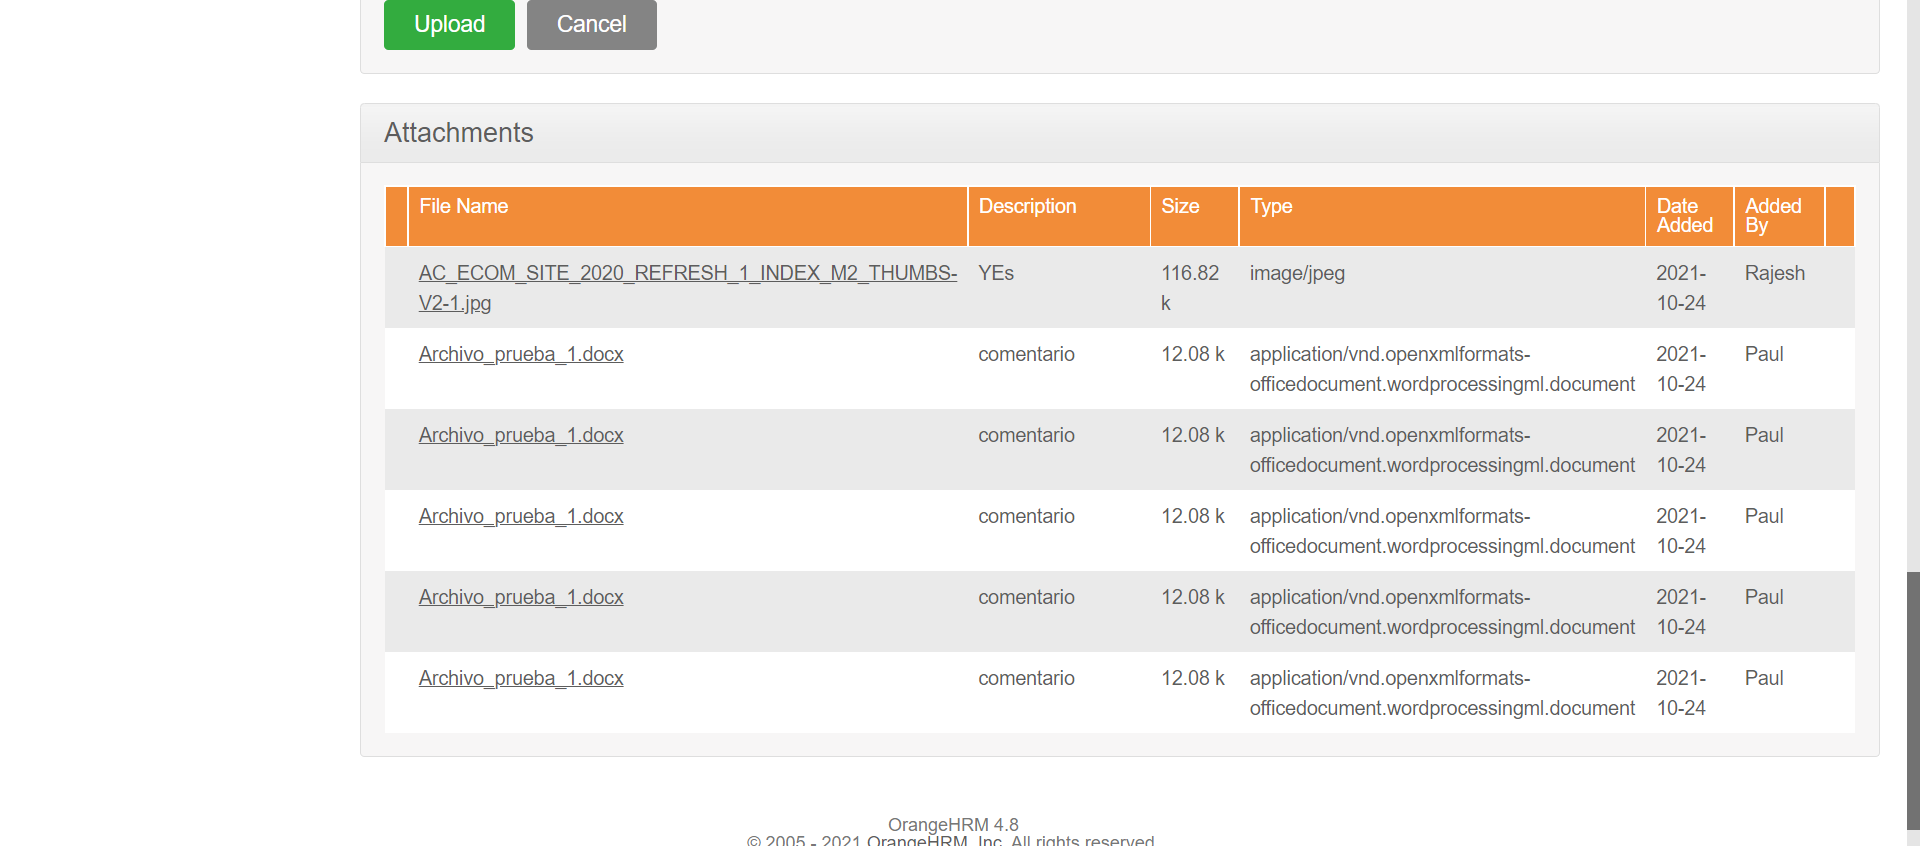 Upload Cancel
Attachments
File Name Description Size Type Date Added Added By
AC_ECOM_SITE_2020_REFRESH_1_INDEX_M2_THUMBS-V2-1.jpg YEs 116.82 k image/jpeg 2021-10-24 Rajesh
Archivo_prueba_1.docx comentario 12.08 k application/vnd.openxmlformats-officedocument.wordprocessingml.document 2021-10-24 Paul
Archivo_prueba_1.docx comentario 12.08 k application/vnd.openxmlformats-officedocument.wordprocessingml.document 2021-10-24 Paul
Archivo_prueba_1.docx comentario 12.08 k application/vnd.openxmlformats-officedocument.wordprocessingml.document 2021-10-24 Paul
Archivo_prueba_1.docx comentario 12.08 k application/vnd.openxmlformats-officedocument.wordprocessingml.document 2021-10-24 Paul
Archivo_prueba_1.docx comentario 12.08 k application/vnd.openxmlformats-officedocument.wordprocessingml.document 2021-10-24 Paul
OrangeHRM 4.8
© 2005 - 2021 OrangeHRM, Inc. All rights reserved.